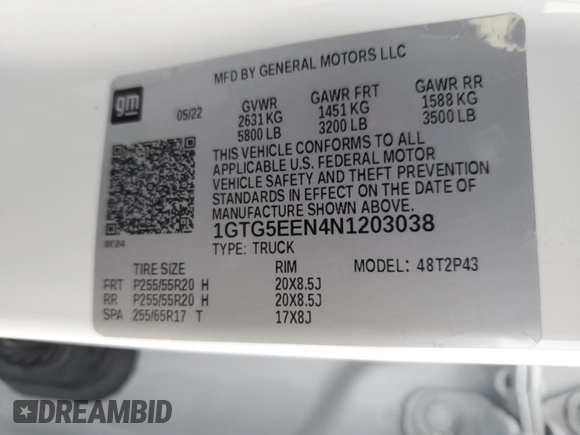 MFD BY GENERAL MOTORS LLC
gm
05/22
GVWR
2631 KG
5800 LB
GAWR FRT
1451 KG
3200 LB
GAWR RR
1588 KG
3500 LB
THIS VEHICLE CONFORMS TO ALL
APPLICABLE U.S. FEDERAL MOTOR
VEHICLE SAFETY AND THEFT PREVENTION
STANDARDS IN EFFECT ON THE DATE OF
MANUFACTURE SHOWN ABOVE.
1GTG5EEN4N1203038
TYPE: TRUCK
TIRE SIZE RIM MODEL: 48T2P43
FRT P255/55R20 H 20X8.5J
RR P255/55R20 H 20X8.5J
SPA 255/65R17 T 17X8J
DREAMBID